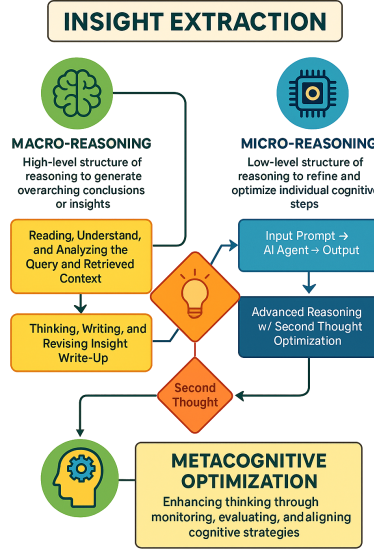 INSIGHT EXTRACTION
MACRO-REASONING
High-level structure of
reasoning to generate
overarching conclusions
or insights
MICRO-REASONING
Low-level structure of
reasoning to refine and
optimize individual cognitive
steps
Reading, Understand,
and Analyzing the
Query and Retrieved
Context
Input Prompt →
AI Agent → Output
Thinking, Writing, and
Revising Insight
Write-Up
Advanced Reasoning
w/ Second Thought
Optimization
Second
Thought
METACOGNITIVE
OPTIMIZATION
Enhancing thinking through
monitoring, evaluating, and aligning
cognitive strategies